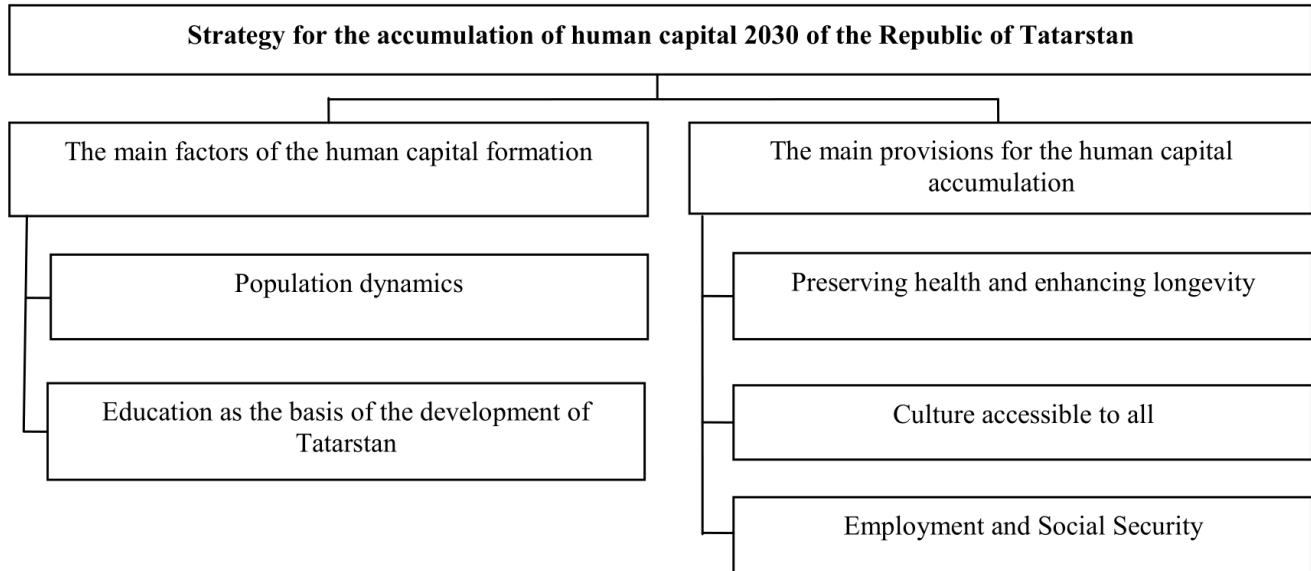 Strategy for the accumulation of human capital 2030 of the Republic of Tatarstan
The main factors of the human capital formation
Population dynamics
Education as the basis of the development of
Tatarstan
The main provisions for the human capital
accumulation
Preserving health and enhancing longevity
Culture accessible to all
Employment and Social Security